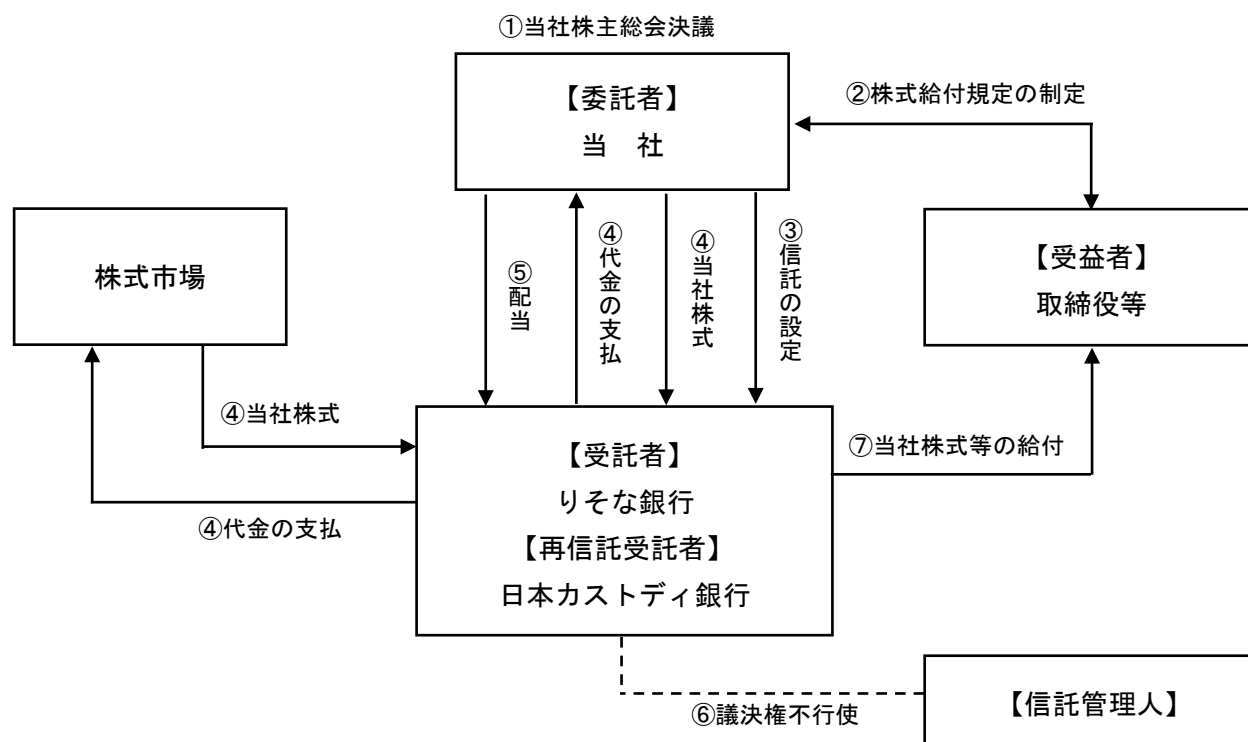 ①当社株主総会決議
【委託者】
当　社
②株式給付規定の制定
株式市場
【受益者】
取締役等
⑤配当
④代金の支払
④当社株式
③信託の設定
④当社株式
④代金の支払
【受託者】
りそな銀行
【再信託受託者】
日本カストディ銀行
⑦当社株式等の給付
⑥議決権不行使
【信託管理人】